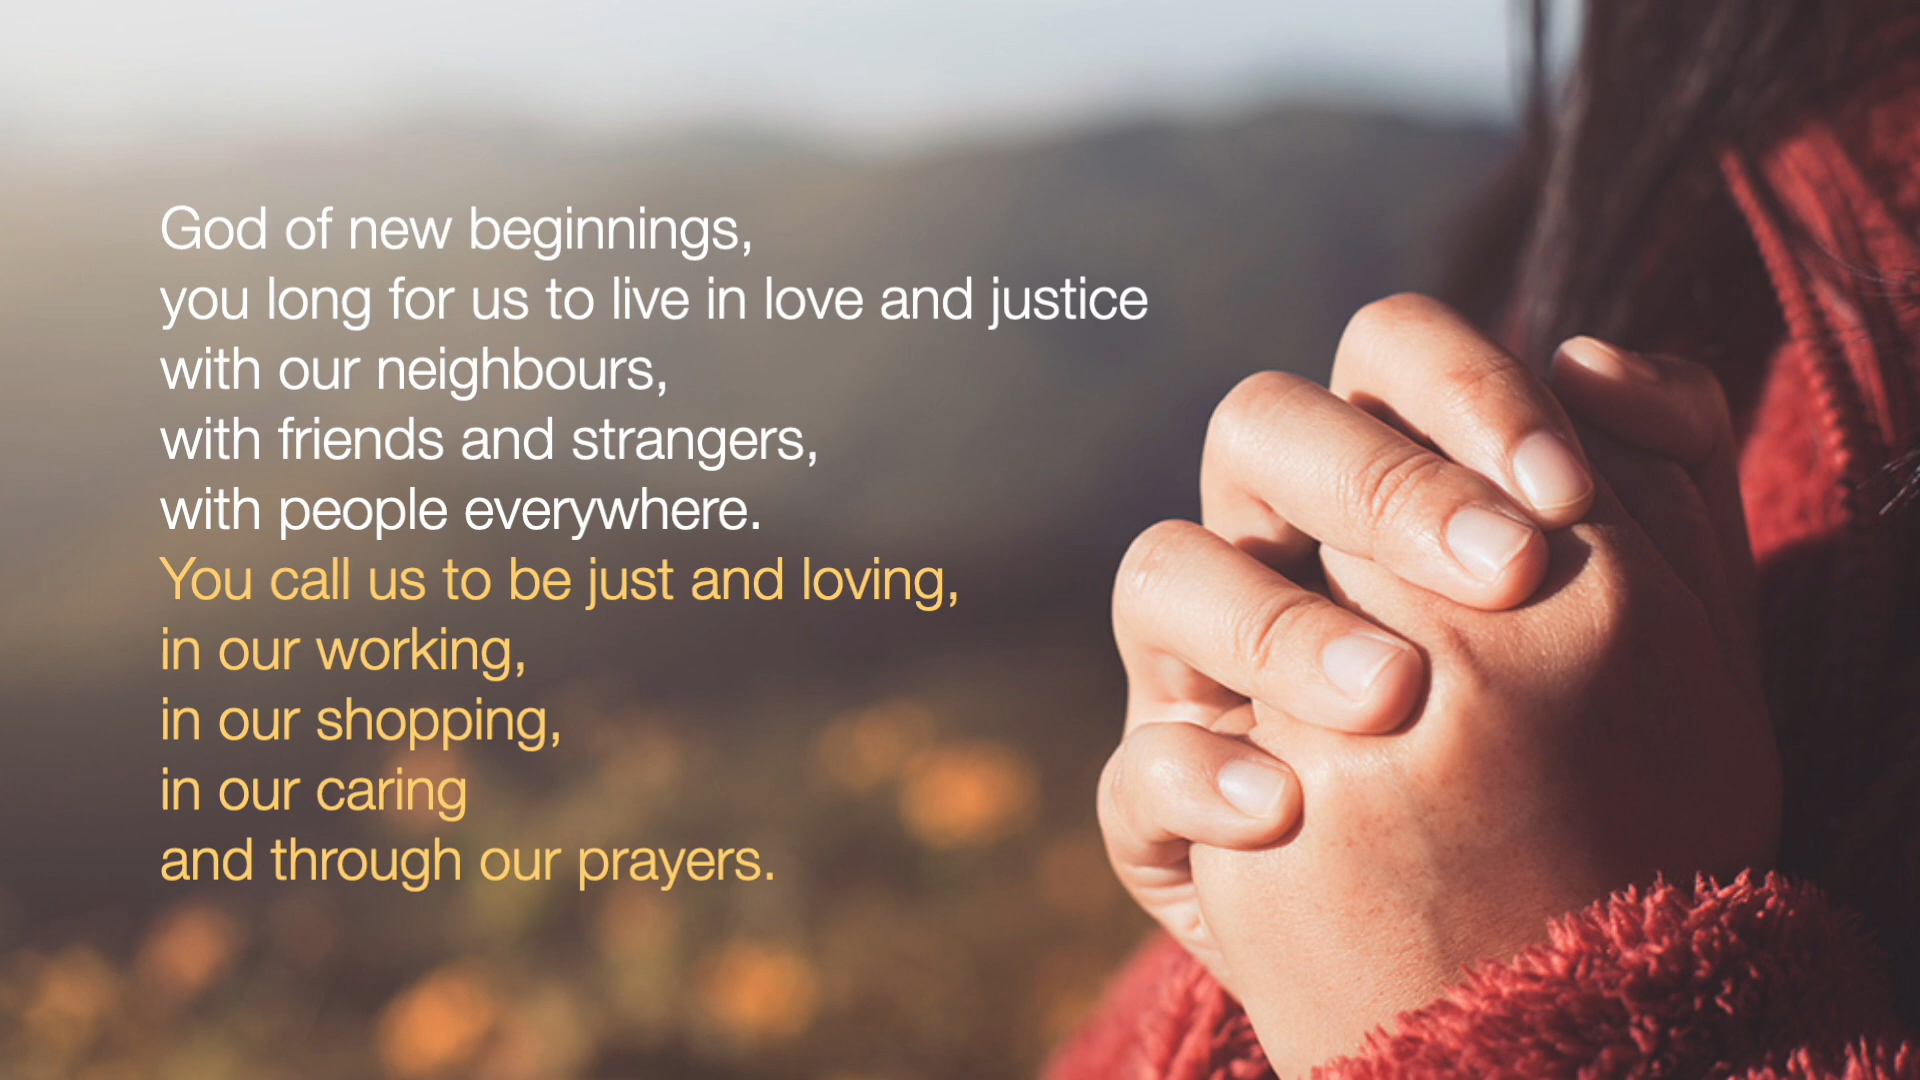 God of new beginnings,
you long for us to live in love and justice
with our neighbours,
with friends and strangers,
with people everywhere.
You call us to be just and loving,
in our working,
in our shopping,
in our caring
and through our prayers.